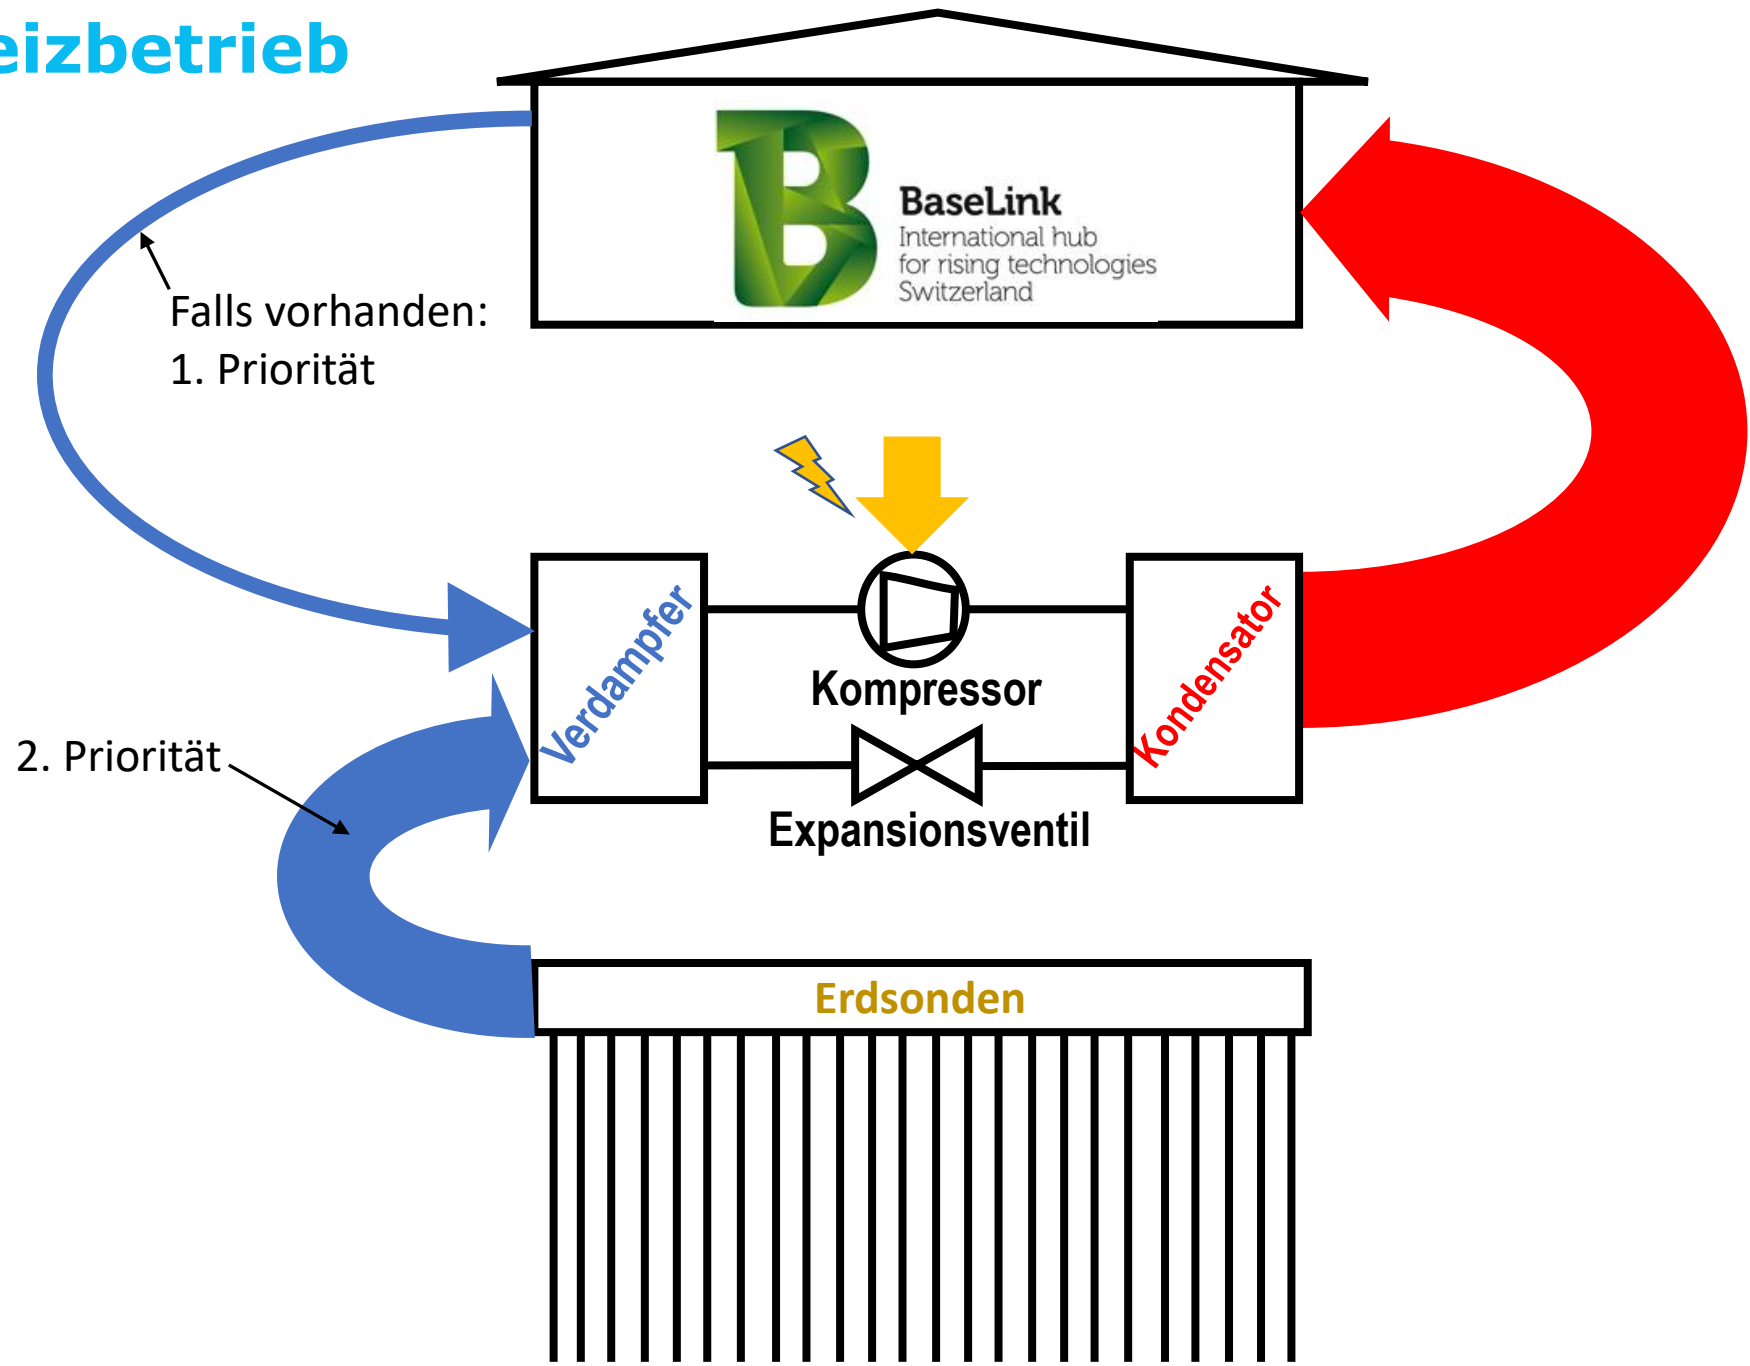 eizbetrieb
BaseLink
International hub
for rising technologies
Switzerland
Falls vorhanden:
1. Priorität
Verdampfer
Kompressor
Kondensator
2. Priorität
Expansionsventil
Erdsonden